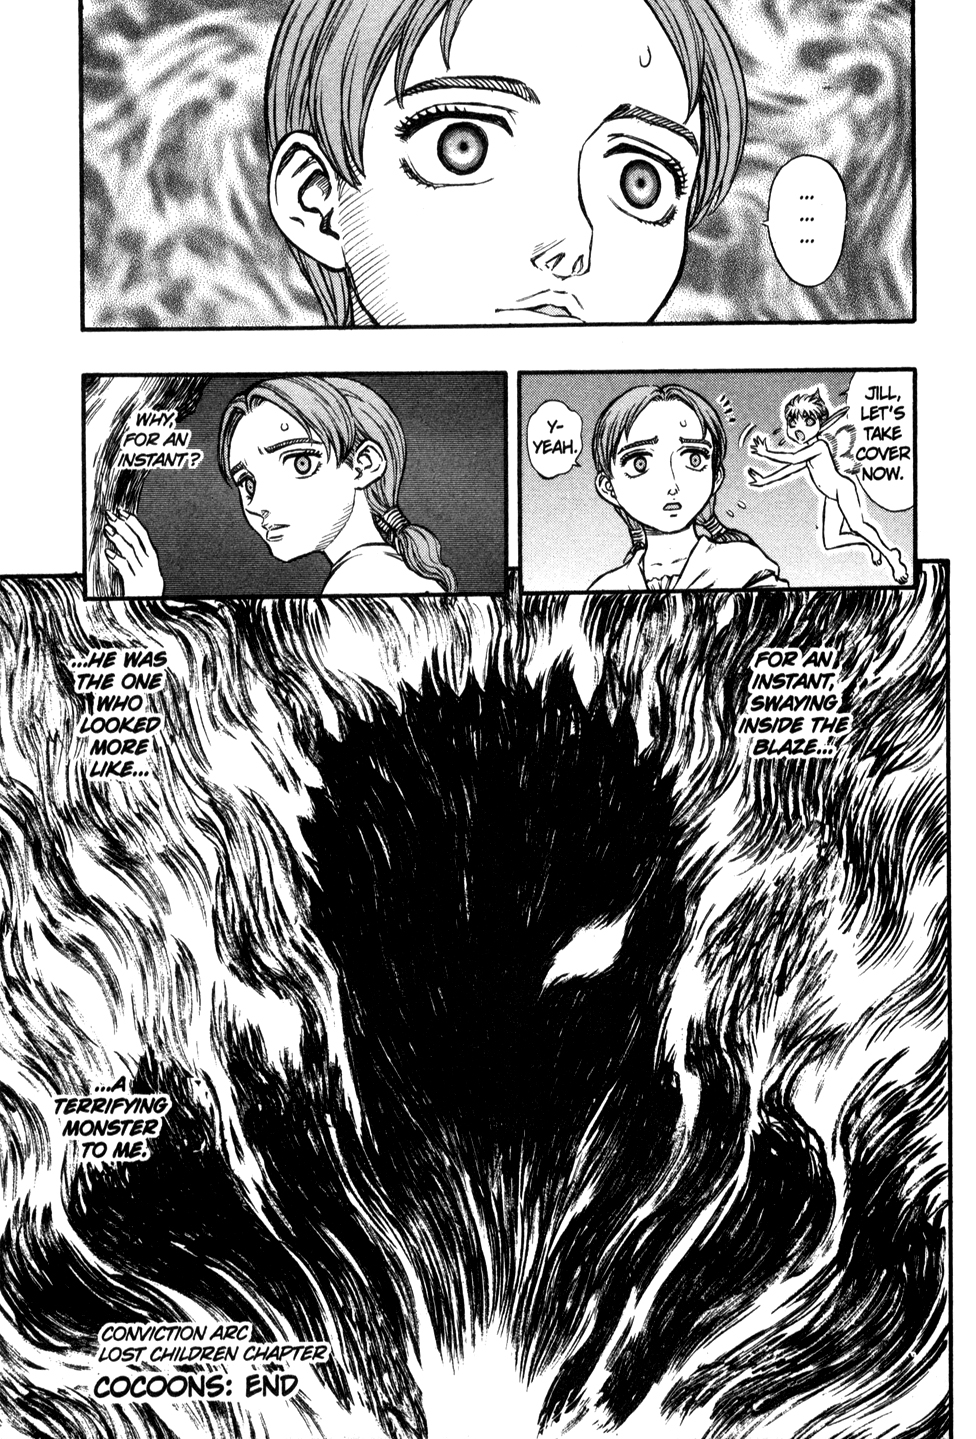 ...
...
...
JILL,
LET'S
TAKE
COVER
NOW.
Y-
YEAH.
WHY,
FOR AN
INSTANT?
FOR AN
INSTANT,
SWAYING
INSIDE THE
BLAZE...
...HE WAS
THE ONE
WHO
LOOKED
MORE
LIKE...
...A
TERRIFYING
MONSTER
TO ME.
CONVICTION ARC
LOST CHILDREN CHAPTER
COCOONS: END